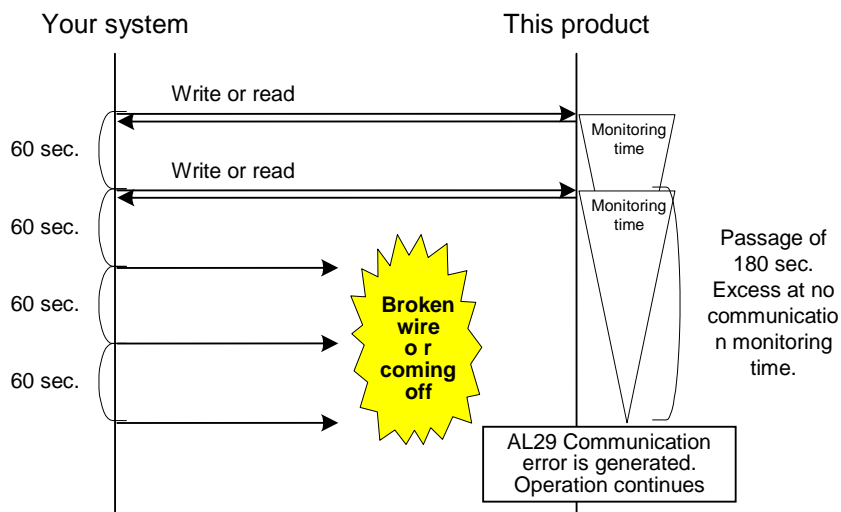 Your system
This product
Write or read
Monitoring
time
60 sec.
Write or read
Monitoring
time
60 sec.
Passage of
180 sec.
Excess at no
communicatio
n monitoring
time.
Broken
wire
o r
coming
off
60 sec.
60 sec.
AL29 Communication
error is generated.
Operation continues